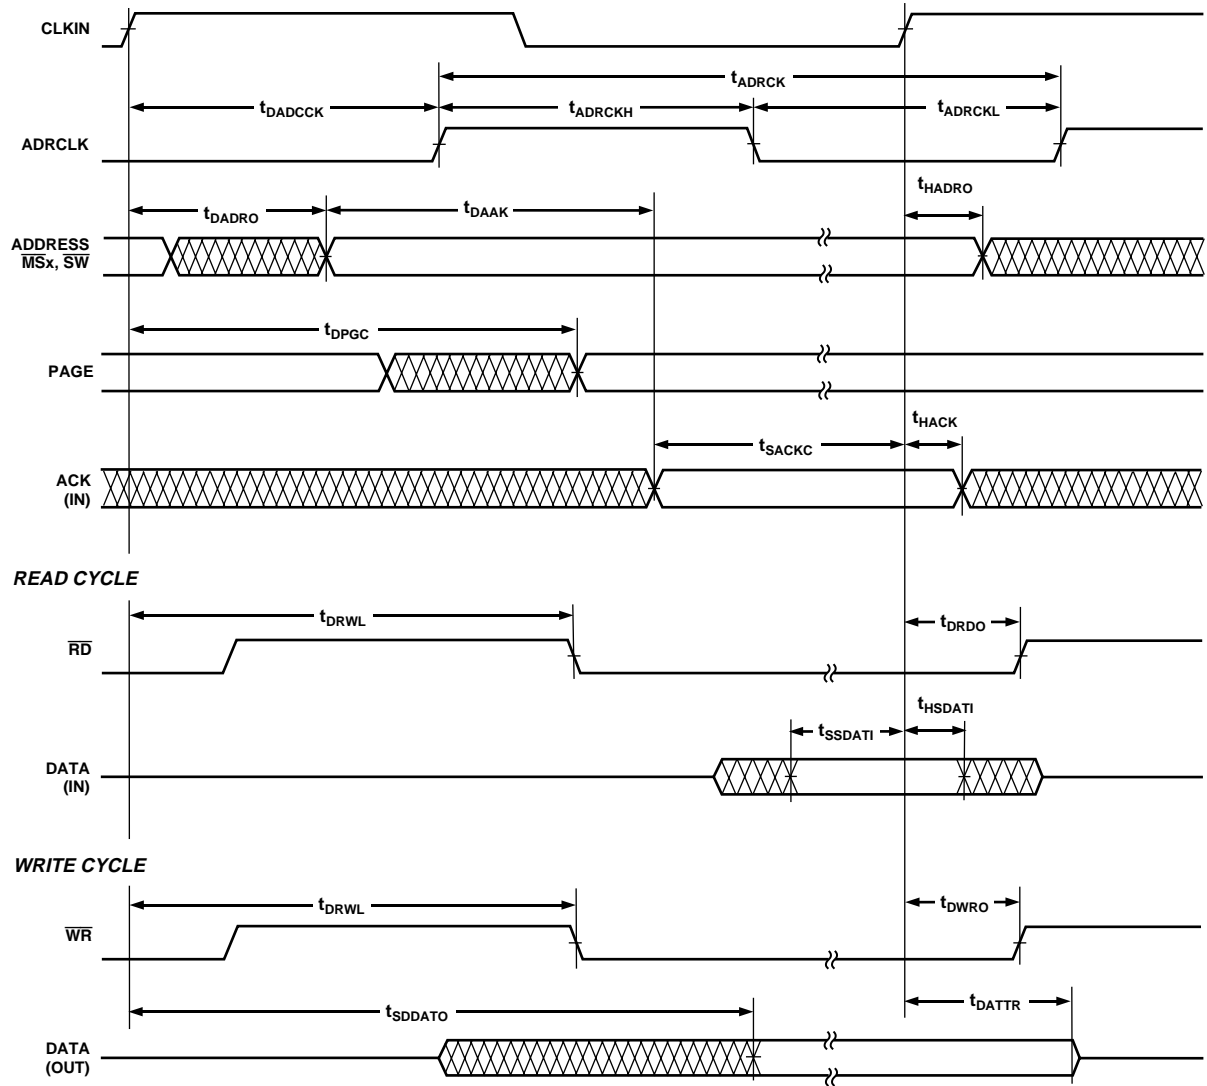 CLKIN
tADRCK
tDADCCK
tADRCKH
tADRCKL
ADRCLK
tHADRO
tDADRO
tDAAK
ADDRESS
MSx, SW
tDPGC
PAGE
tHACK
tSACKC
ACK
(IN)
READ CYCLE
tDRWL
tDRDO
RD
tHSDATI
tSSDATI
DATA
(IN)
WRITE CYCLE
tDRWL
tDWRO
WR
tDATTR
tSDDATO
DATA
(OUT)